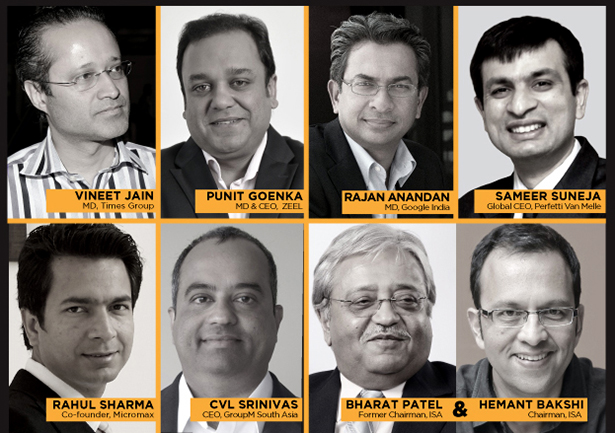 VINEET JAIN
MD, Times Group
PUNIT GOENKA
MD & CEO, ZEEL
RAJAN ANANDAN
MD, Google India
SAMEER SUNEJA
Global CEO, Perfetti Van Melle
RAHUL SHARMA
Co-founder, Micromax
CVL SRINIVAS
CEO, GroupM South Asia
BHARAT PATEL
Former Chairman, ISA
&
HEMANT BAKSHI
Chairman, ISA